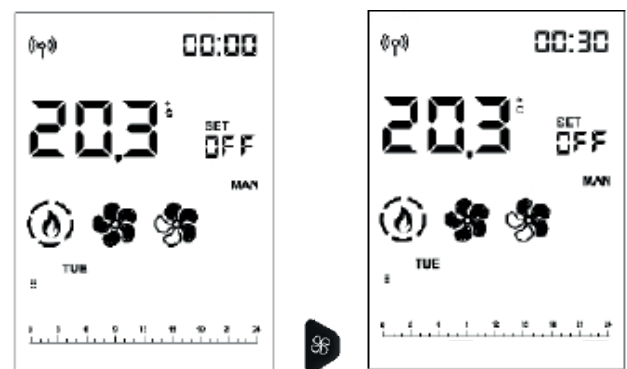 00:00
20,3
SET
OFF
MAN
TUE
00:30
20,3 °C
SET
OFF
MAN
TUE